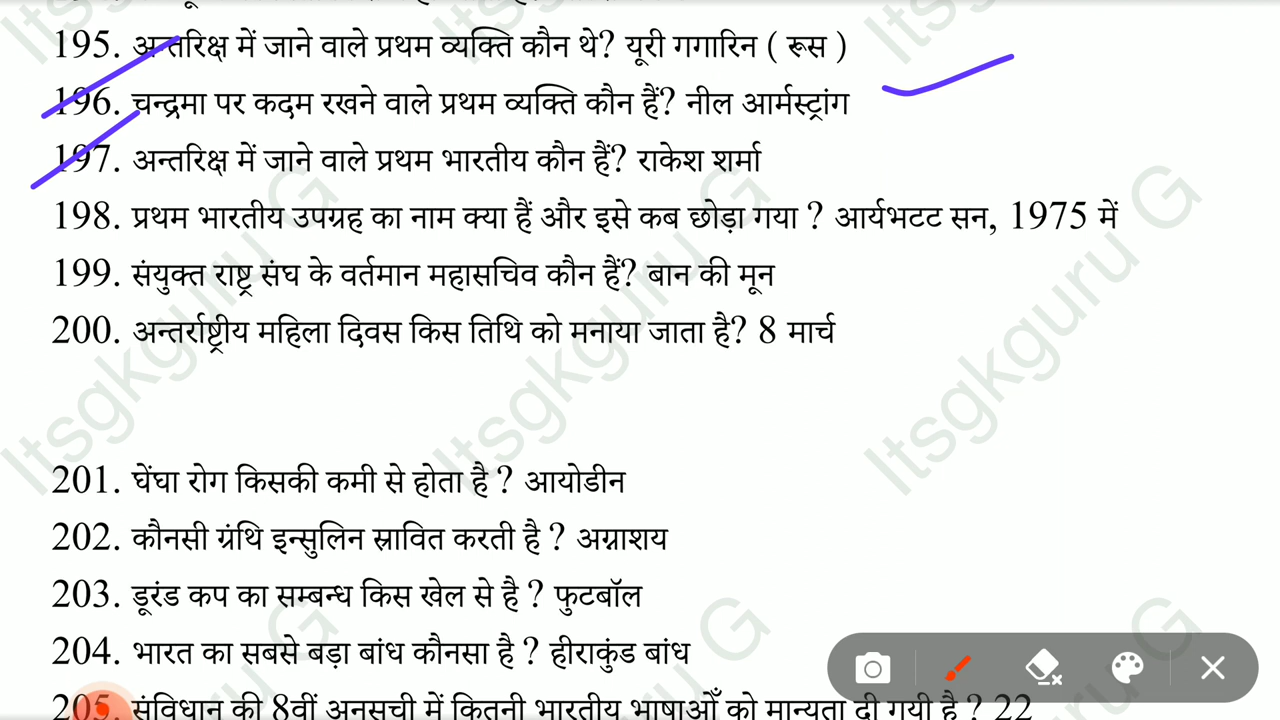 195. अन्तरिक्ष में जाने वाले प्रथम व्यक्ति कौन थे? यूरी गगारिन ( रूस )
196. चन्द्रमा पर कदम रखने वाले प्रथम व्यक्ति कौन हैं? नील आर्मस्ट्रांग
197. अन्तरिक्ष में जाने वाले प्रथम भारतीय कौन हैं? राकेश शर्मा
198. प्रथम भारतीय उपग्रह का नाम क्या हैं और इसे कब छोड़ा गया ? आर्यभटट सन, 1975 में
199. संयुक्त राष्ट्र संघ के वर्तमान महासचिव कौन हैं? बान की मून
200. अन्तर्राष्ट्रीय महिला दिवस किस तिथि को मनाया जाता है? 8 मार्च
201. घेंघा रोग किसकी कमी से होता है ? आयोडीन
202. कौनसी ग्रंथि इन्सुलिन स्रावित करती है ? अग्नाशय
203. डूरंड कप का सम्बन्ध किस खेल से है ? फुटबॉल
204. भारत का सबसे बड़ा बांध कौनसा है ? हीराकुंड बांध
205. संविधान की 8वीं अनुसूची में कितनी भारतीय भाषाओँ को मान्यता दी गयी है ? 22
Itsgkguru G
Itsgkguru G
Itsgkguru G